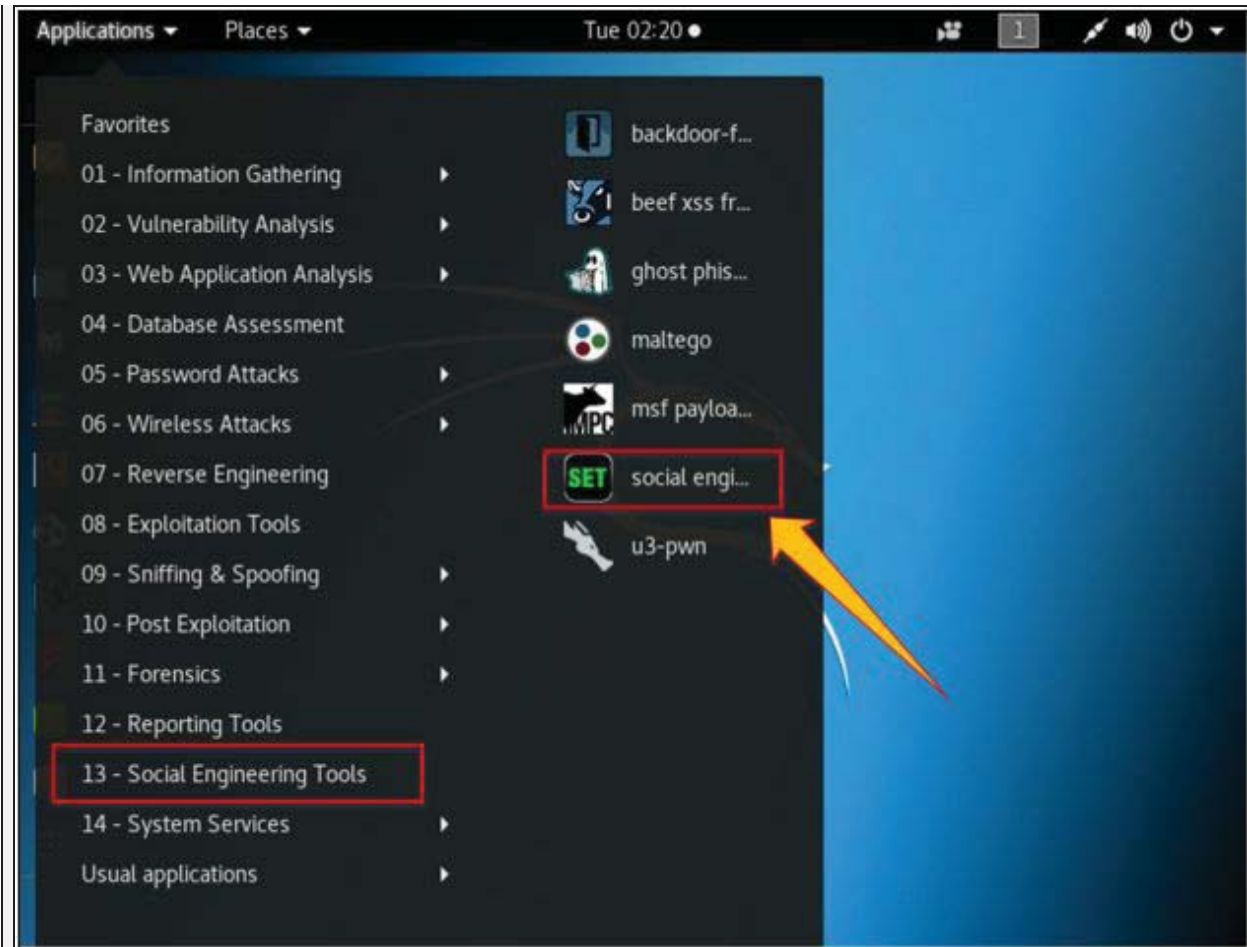 Applications Places Tue 02:20 1
Favorites
01 - Information Gathering
02 - Vulnerability Analysis
03 - Web Application Analysis
04 - Database Assessment
05 - Password Attacks
06 - Wireless Attacks
07 - Reverse Engineering
08 - Exploitation Tools
09 - Sniffing & Spoofing
10 - Post Exploitation
11 - Forensics
12 - Reporting Tools
13 - Social Engineering Tools
14 - System Services
Usual applications
backdoor-f...
beef xss fr...
ghost phis...
maltego
MPC
msf payloa...
SET
social engi...
u3-pwn